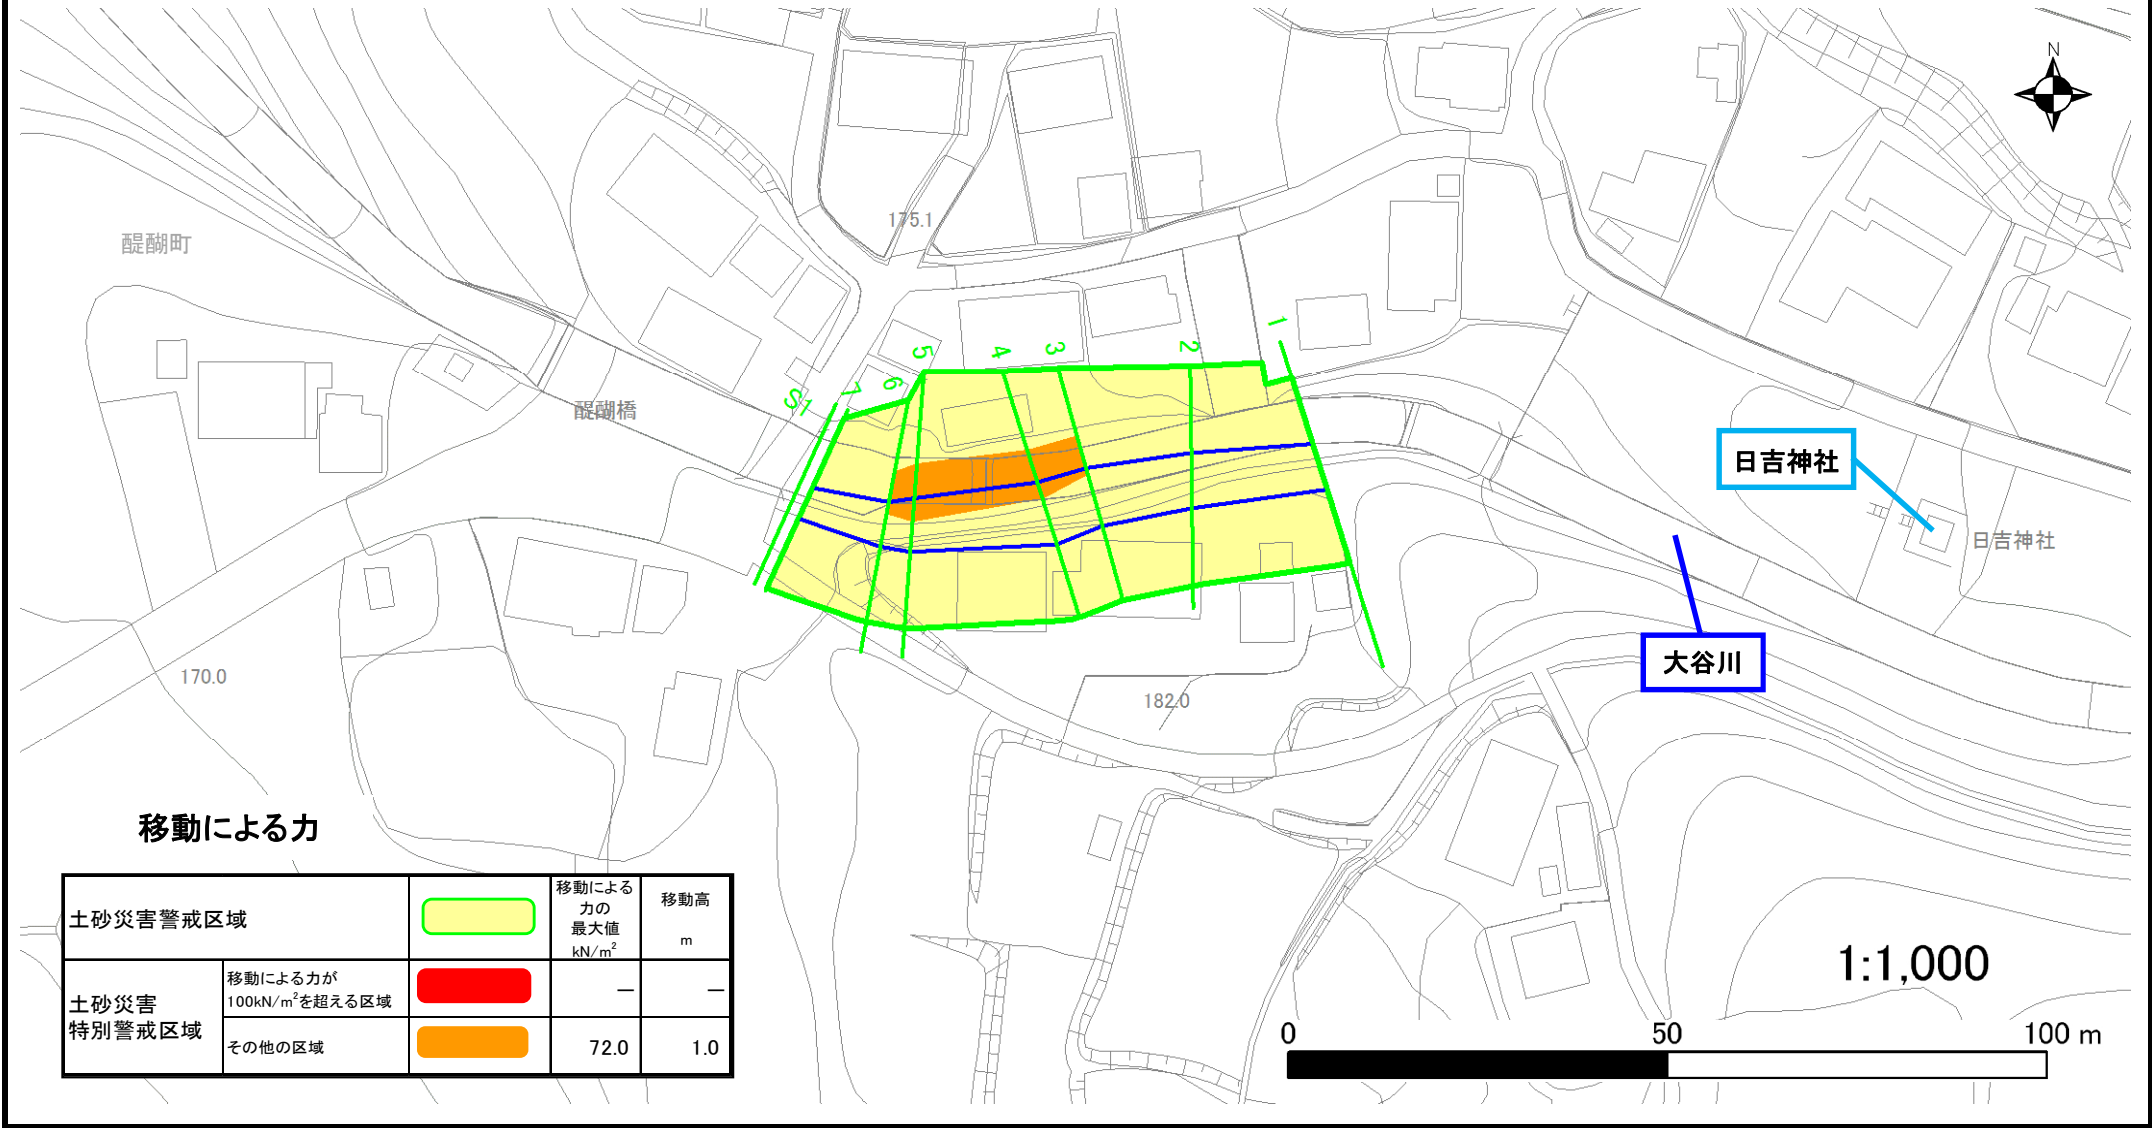 N
175.1
醍醐町
1
2
3
4
5
6
7
S1
醍醐橋
日吉神社
日吉神社
大谷川
170.0
182.0
移動による力
土砂災害警戒区域
移動による
力の
最大値
kN/m²
移動高
m
土砂災害
特別警戒区域
移動による力が
100kN/m²を超える区域
—
—
その他の区域
72.0
1.0
1:1,000
0
50
100 m